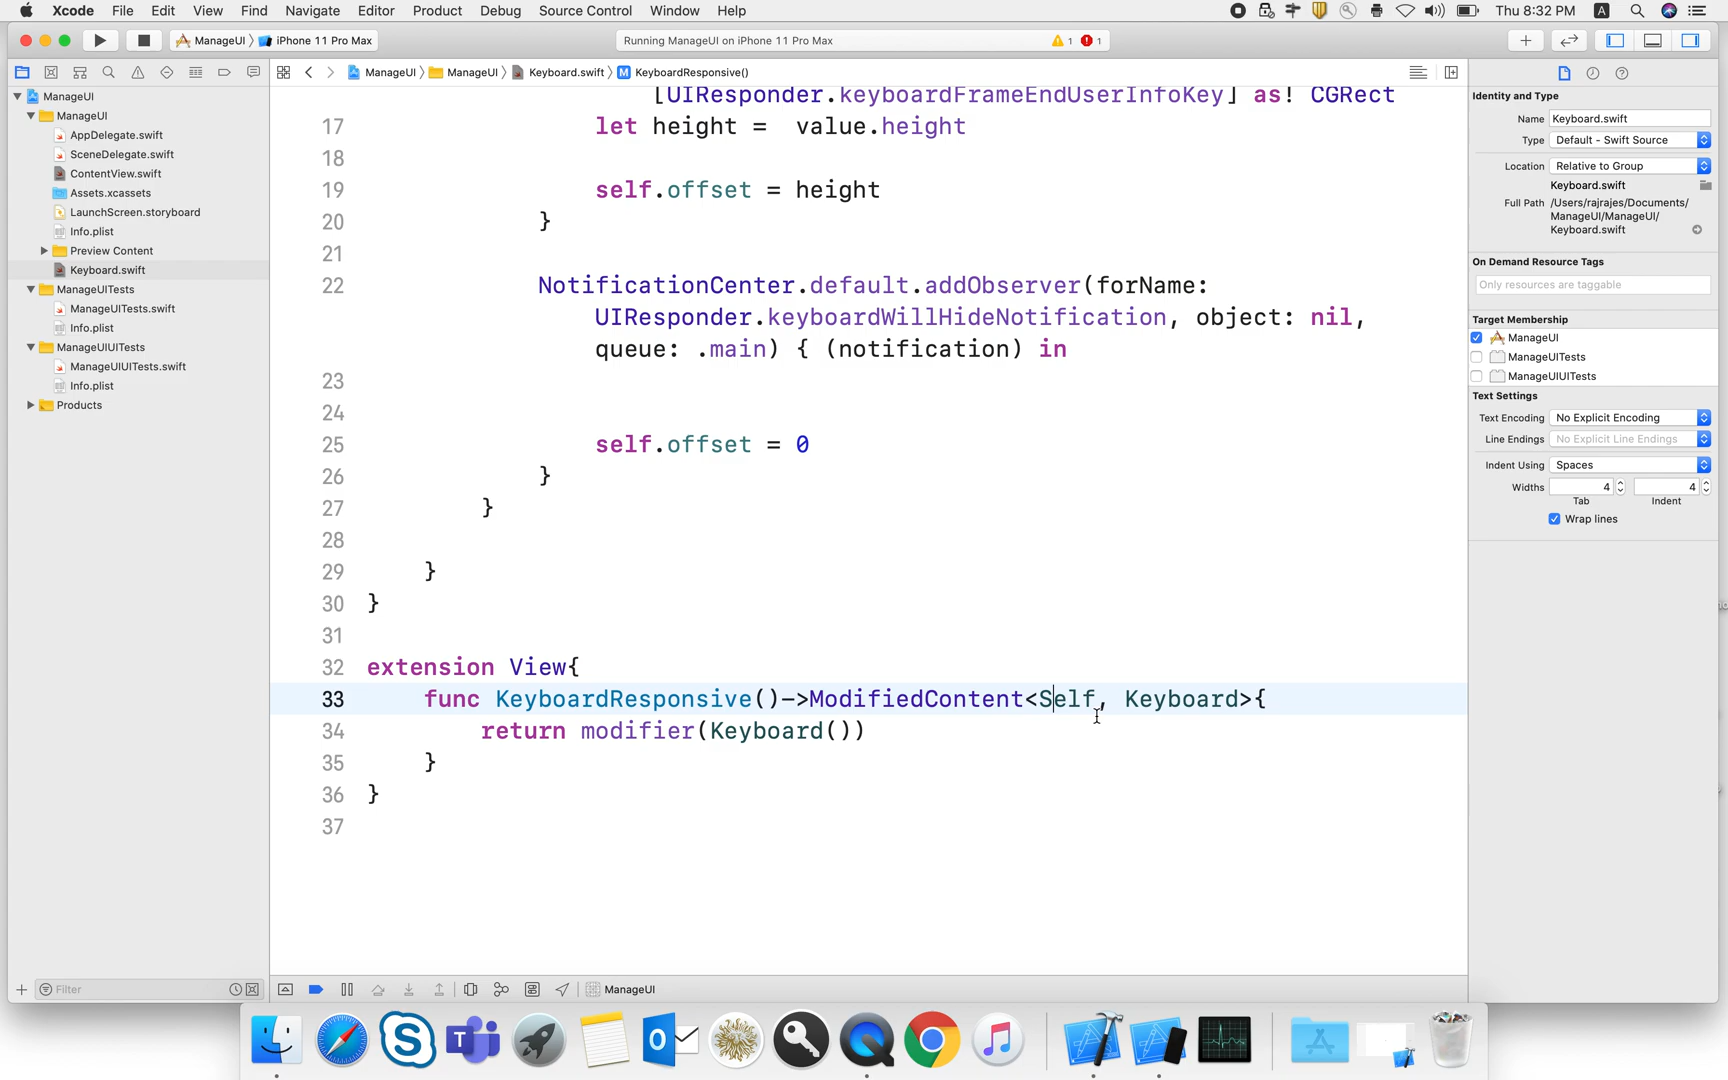 Xcode File Edit View Find Navigate Editor Product Debug Source Control Window Help Thu 8:32 PM A
ManageUI iPhone 11 Pro Max Running ManageUI on iPhone 11 Pro Max 1 1
ManageUI ManageUI Keyboard.swift M KeyboardResponsive()
ManageUI
ManageUI
AppDelegate.swift
SceneDelegate.swift
ContentView.swift
Assets.xcassets
LaunchScreen.storyboard
Info.plist
Preview Content
Keyboard.swift
ManageUITests
ManageUITests.swift
Info.plist
ManageUIUITests
ManageUIUITests.swift
Info.plist
Products
Filter
[UIResponder.keyboardFrameEndUserInfoKey] as! CGRect
17 let height =  value.height
18
19 self.offset = height
20 }
21
22 NotificationCenter.default.addObserver(forName:
UIResponder.keyboardWillHideNotification, object: nil,
queue: .main) { (notification) in
23
24
25 self.offset = 0
26 }
27 }
28
29 }
30 }
31
32 extension View{
33 func KeyboardResponsive()->ModifiedContent<Self, Keyboard>{
34 return modifier(Keyboard())
35 }
36 }
37
ManageUI
Identity and Type
Name Keyboard.swift
Type Default - Swift Source
Location Relative to Group
Keyboard.swift
Full Path /Users/rajrajes/Documents/
ManageUI/ManageUI/
Keyboard.swift
On Demand Resource Tags
Only resources are taggable
Target Membership
ManageUI
ManageUITests
ManageUIUITests
Text Settings
Text Encoding No Explicit Encoding
Line Endings No Explicit Line Endings
Indent Using Spaces
Widths 4 4
Tab Indent
Wrap lines